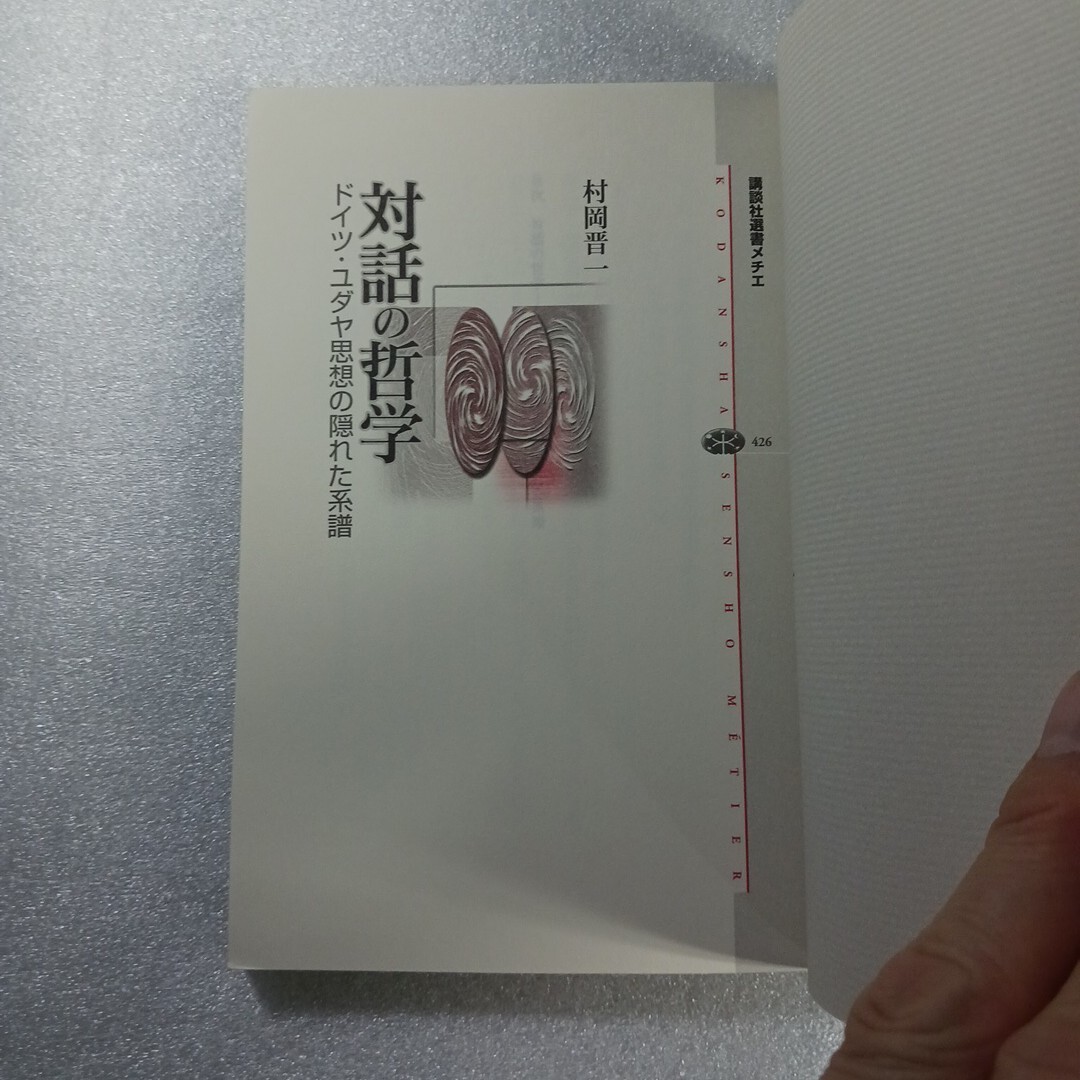 講談社選書メチエ
KODANSHA SENSHO MÉTIER
426
村岡晋一
対話の哲学
ドイツ・ユダヤ思想の隠れた系譜